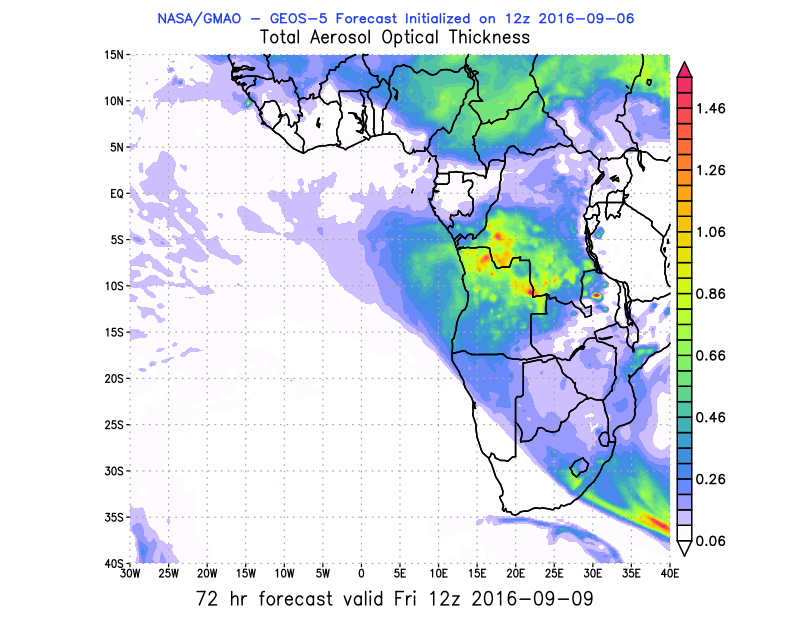 NASA/GMAO − GEOS−5 Forecast Initialized on 12z 2016−09−06
Total Aerosol Optical Thickness
15N
10N
5N
EQ
5S
10S
15S
20S
25S
30S
35S
40S
30W 25W 20W 15W 10W 5W 0 5E 10E 15E 20E 25E 30E 35E 40E
1.46
1.26
1.06
0.86
0.66
0.46
0.26
0.06
72 hr forecast valid Fri 12z 2016−09−09